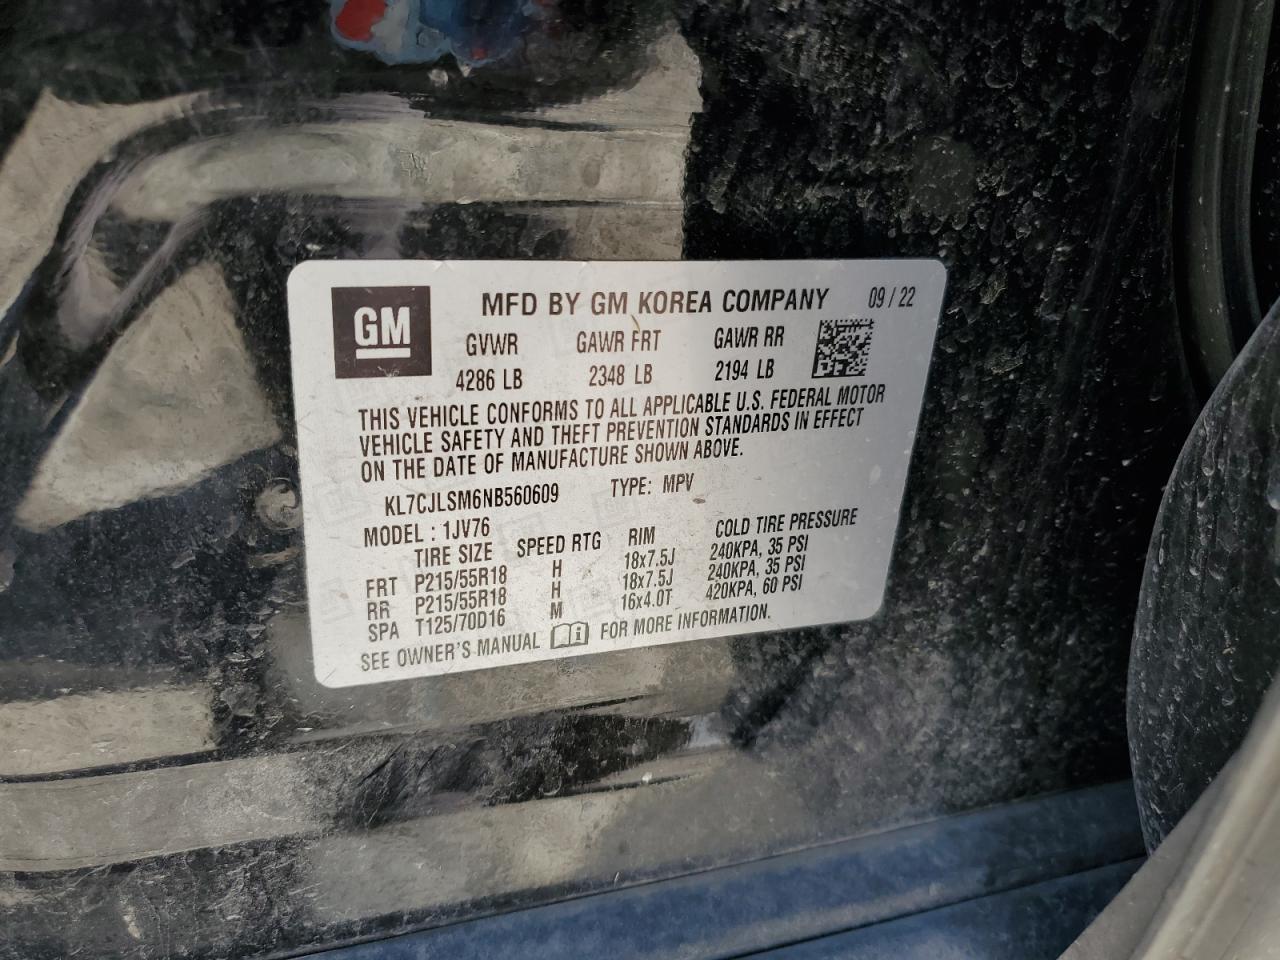 GM
MFD BY GM KOREA COMPANY 09 / 22
GVWR GAWR FRT GAWR RR
4286 LB 2348 LB 2194 LB
THIS VEHICLE CONFORMS TO ALL APPLICABLE U.S. FEDERAL MOTOR
VEHICLE SAFETY AND THEFT PREVENTION STANDARDS IN EFFECT
ON THE DATE OF MANUFACTURE SHOWN ABOVE.
KL7CJLSM6NB560609 TYPE: MPV
MODEL : 1JV76
TIRE SIZE SPEED RTG RIM COLD TIRE PRESSURE
FRT P215/55R18 H 18x7.5J 240KPA, 35 PSI
RR P215/55R18 H 18x7.5J 240KPA, 35 PSI
SPA T125/70D16 M 16x4.0T 420KPA, 60 PSI
SEE OWNER'S MANUAL FOR MORE INFORMATION.